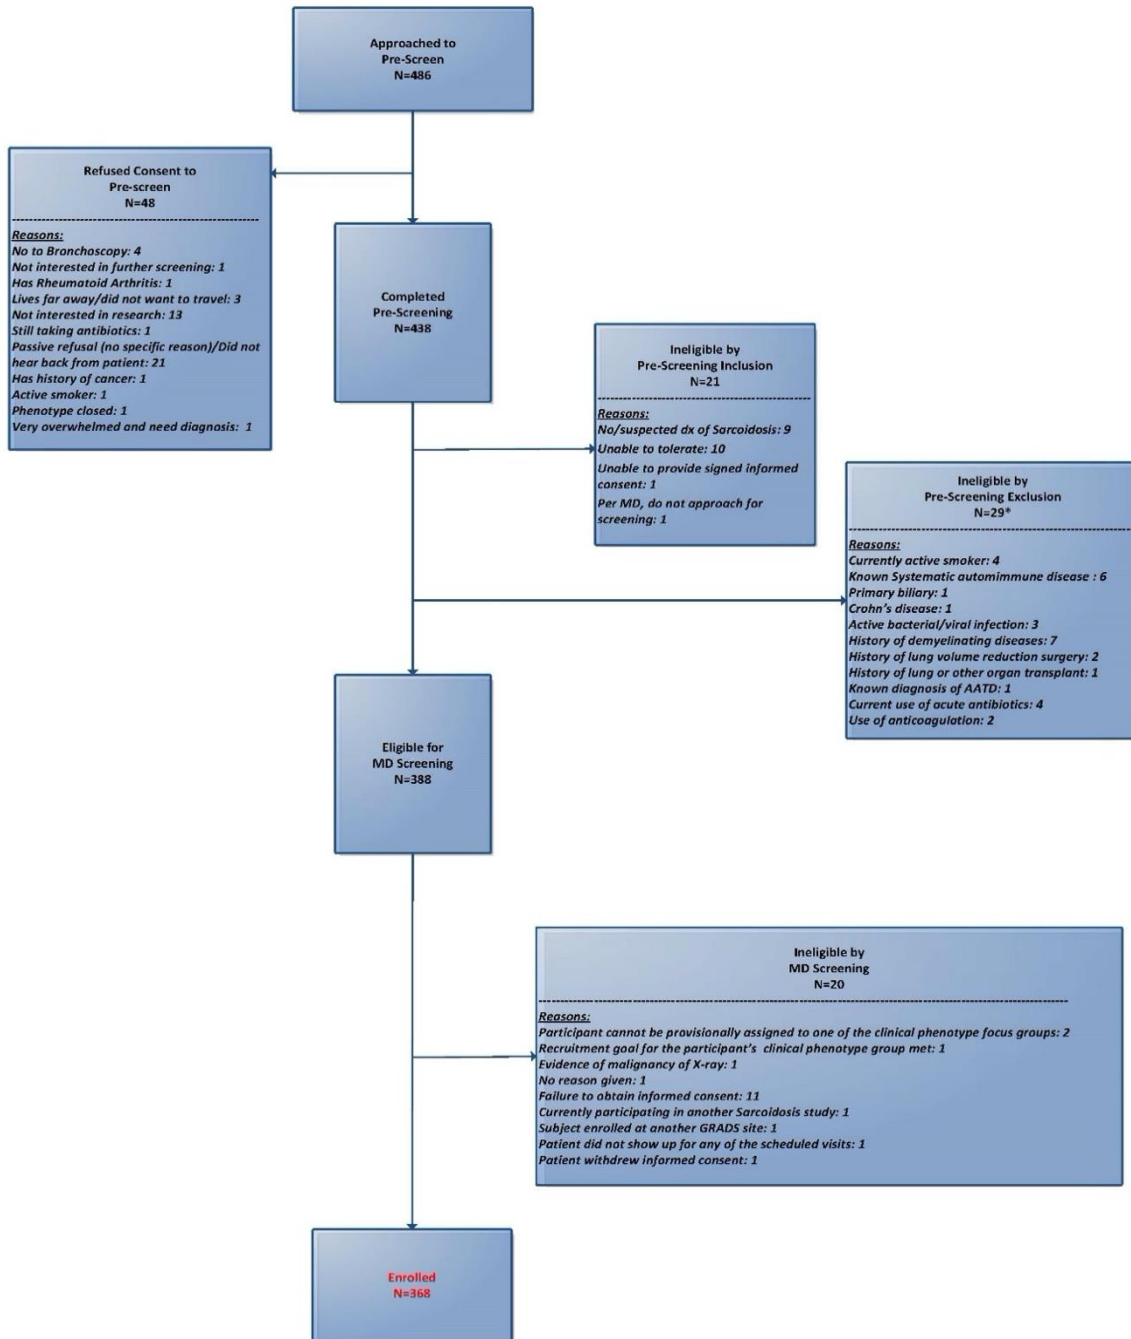 Approached to
Pre-Screen
N=486
Refused Consent to
Pre-screen
N=48
Reasons:
No to Bronchoscopy: 4
Not interested in further screening: 1
Has Rheumatoid Arthritis: 1
Lives far away/did not want to travel: 3
Not interested in research: 13
Still taking antibiotics: 1
Passive refusal (no specific reason)/Did not
hear back from patient: 21
Has history of cancer: 1
Active smoker: 1
Phenotype closed: 1
Very overwhelmed and need diagnosis: 1
Completed
Pre-Screening
N=438
Ineligible by
Pre-Screening Inclusion
N=21
Reasons:
No/suspected dx of Sarcoidosis: 9
Unable to tolerate: 10
Unable to provide signed informed
consent: 1
Per MD, do not approach for
screening: 1
Ineligible by
Pre-Screening Exclusion
N=29*
Reasons:
Currently active smoker: 4
Known Systematic automimmune disease : 6
Primary biliary: 1
Crohn's disease: 1
Active bacterial/viral infection: 3
History of demyelinating diseases: 7
History of lung volume reduction surgery: 2
History of lung or other organ transplant: 1
Known diagnosis of AATD: 1
Current use of acute antibiotics: 4
Use of anticoagulation: 2
Eligible for
MD Screening
N=388
Ineligible by
MD Screening
N=20
Reasons:
Participant cannot be provisionally assigned to one of the clinical phenotype focus groups: 2
Recruitment goal for the participant's clinical phenotype group met: 1
Evidence of malignancy of X-ray: 1
No reason given: 1
Failure to obtain informed consent: 11
Currently participating in another Sarcoidosis study: 1
Subject enrolled at another GRADS site: 1
Patient did not show up for any of the scheduled visits: 1
Patient withdrew informed consent: 1
Enrolled
N=368